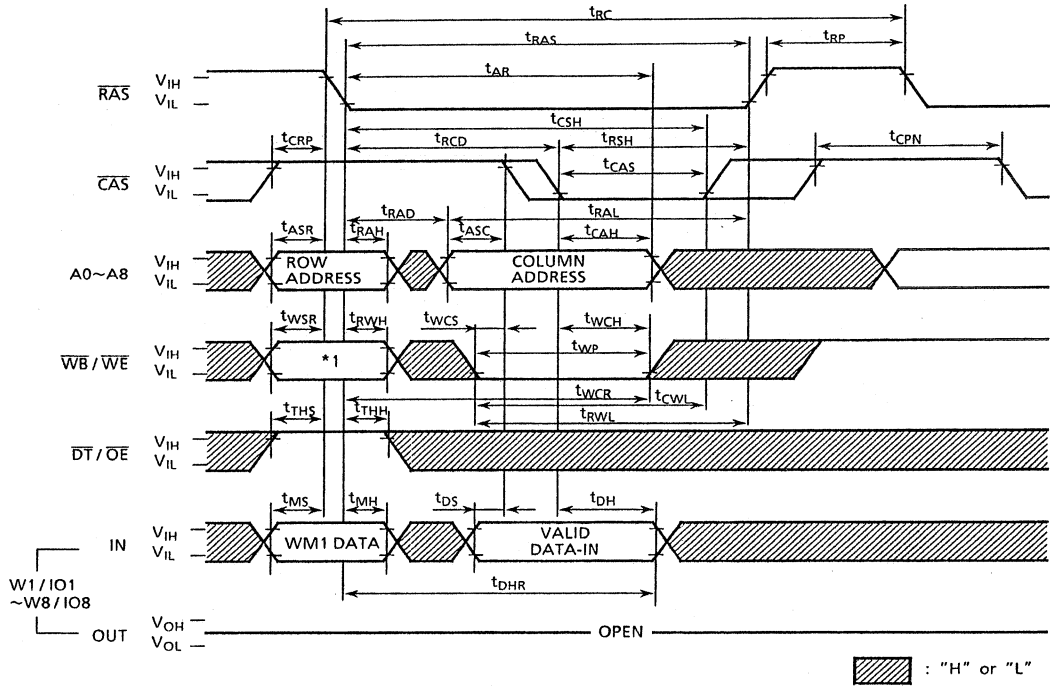 tRC
tRAS
tRP
tAR
RAS
VIH
VIL
tCSH
tCRP
tRCD
tRSH
tCPN
CAS
VIH
VIL
tCAS
tRAD
tRAL
tASR
tRAH
tASC
tCAH
A0~A8
VIH
VIL
ROW
ADDRESS
COLUMN
ADDRESS
tWSR
tRWH
tWCS
tWCH
WB/WE
VIH
VIL
*1
tWP
tWCR
tCWL
tRWL
tTHS
tTHH
DT/OE
VIH
VIL
tMS
tMH
tDS
tDH
IN
VIH
VIL
WM1 DATA
VALID
DATA-IN
tDHR
W1/IO1
~W8/IO8
OUT
VOH
VOL
OPEN
: "H" or "L"